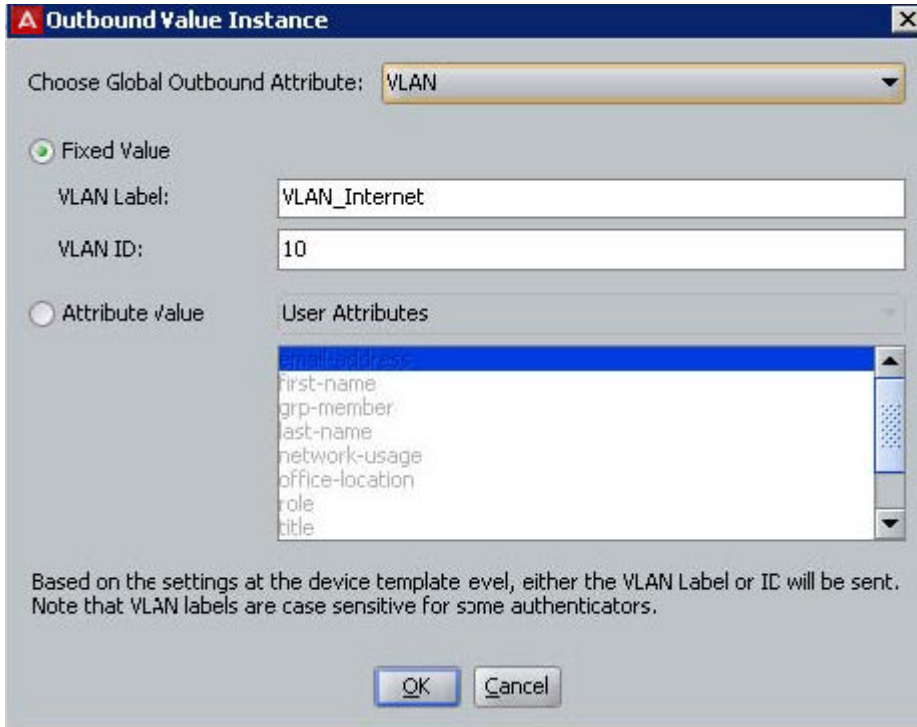 Outbound Value Instance
Choose Global Outbound Attribute: VLAN
Fixed Value
VLAN Label: VLAN_Internet
VLAN ID: 10
Attribute Value User Attributes
email-address
first-name
grp-member
last-name
network-usage
office-location
role
title
Based on the settings at the device template level, either the VLAN Label or ID will be sent.
Note that VLAN labels are case sensitive for some authenticators.
OK Cancel